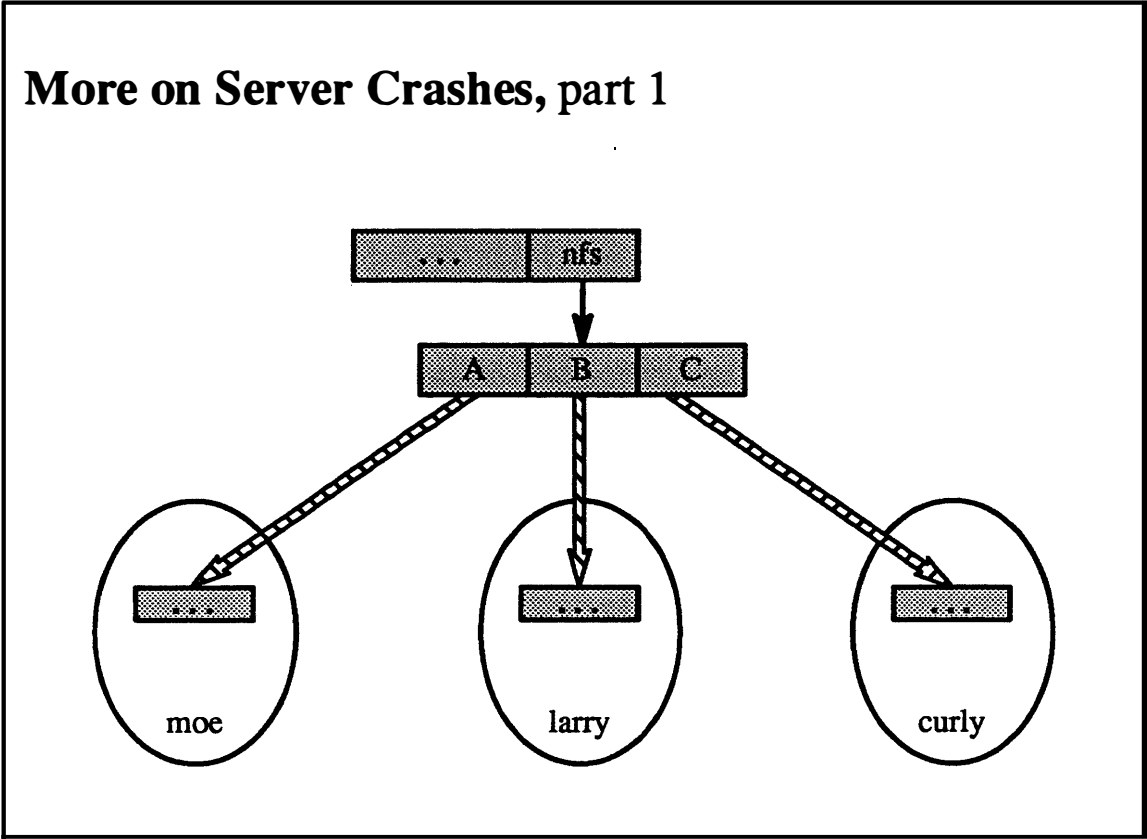 More on Server Crashes, part 1
... nfs
A B C
... ... ...
moe larry curly